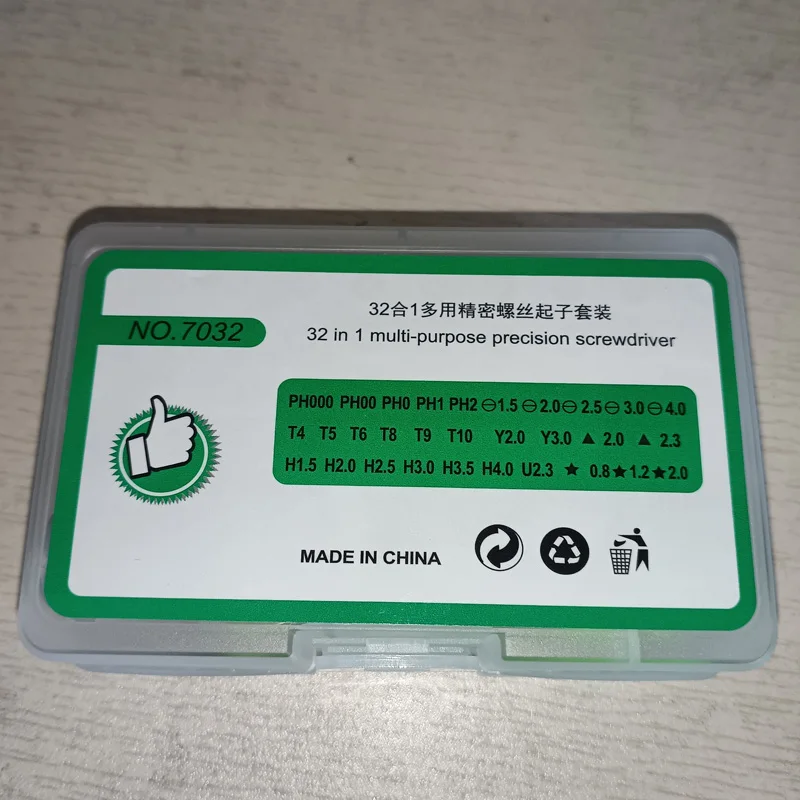 32合1多用精密螺丝起子套装
NO.7032
32 in 1 multi-purpose precision screwdriver
PH000 PH00 PH0 PH1 PH2 ⊖1.5 ⊖2.0 ⊖2.5 ⊖3.0 ⊖4.0
T4 T5 T6 T8 T9 T10 Y2.0 Y3.0 ▲ 2.0 ▲ 2.3
H1.5 H2.0 H2.5 H3.0 H3.5 H4.0 U2.3 ★ 0.8 ★1.2 ★2.0
MADE IN CHINA